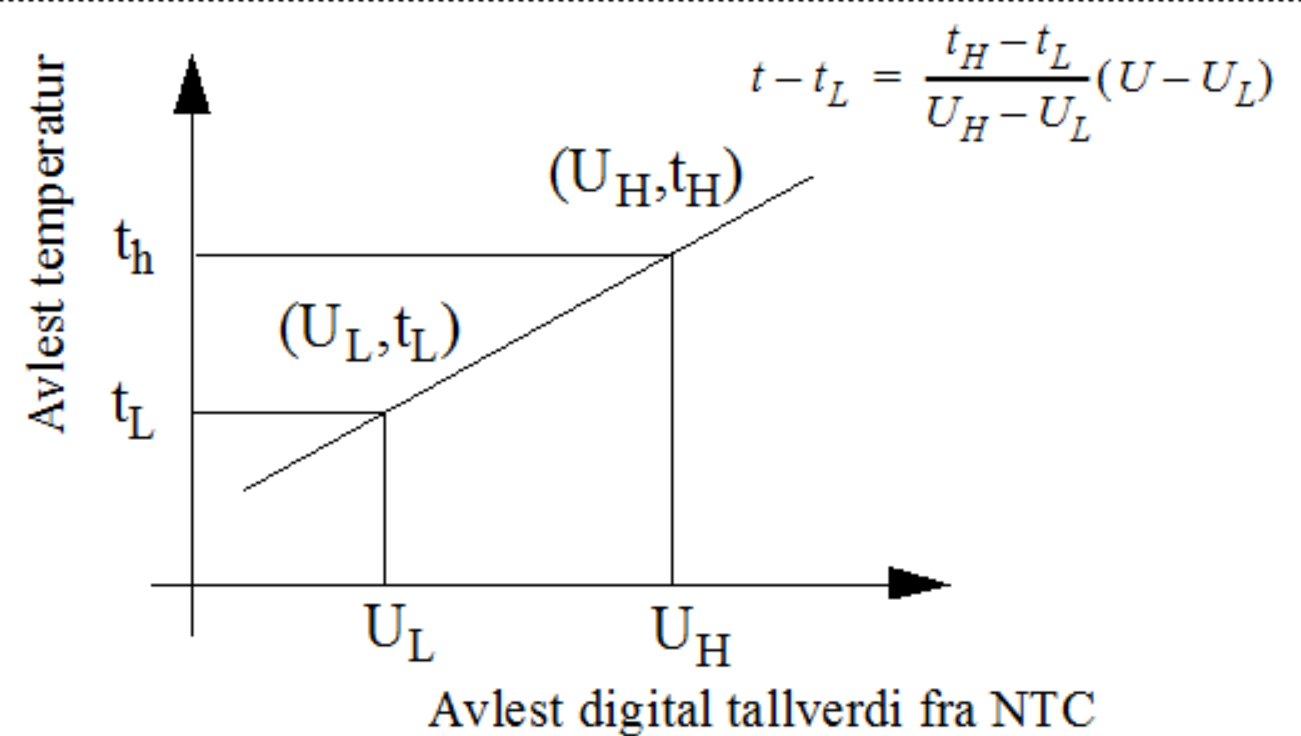 t − t_L = (t_H − t_L) / (U_H − U_L) (U − U_L)
Avlest temperatur
(U_H,t_H)
t_h
(U_L,t_L)
t_L
U_L
U_H
Avlest digital tallverdi fra NTC